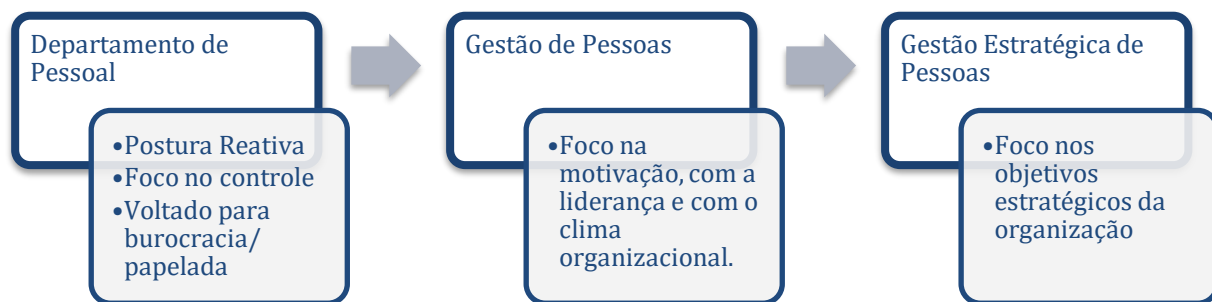 Departamento de
Pessoal
•Postura Reativa
•Foco no controle
•Voltado para
burocracia/
papelada
Gestão de Pessoas
•Foco na
motivação, com a
liderança e com o
clima
organizacional.
Gestão Estratégica de
Pessoas
•Foco nos
objetivos
estratégicos da
organização